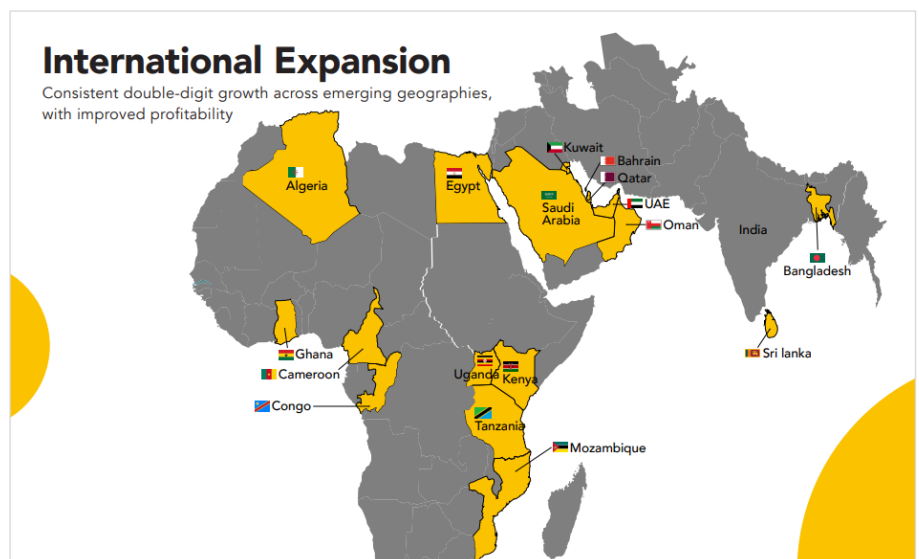 International Expansion
Consistent double-digit growth across emerging geographies,
with improved profitability
Kuwait
Bahrain
Qatar
Algeria
Egypt
Saudi
Arabia
UAE
Oman
India
Bangladesh
Ghana
Sri lanka
Cameroon
Uganda
Kenya
Congo
Tanzania
Mozambique